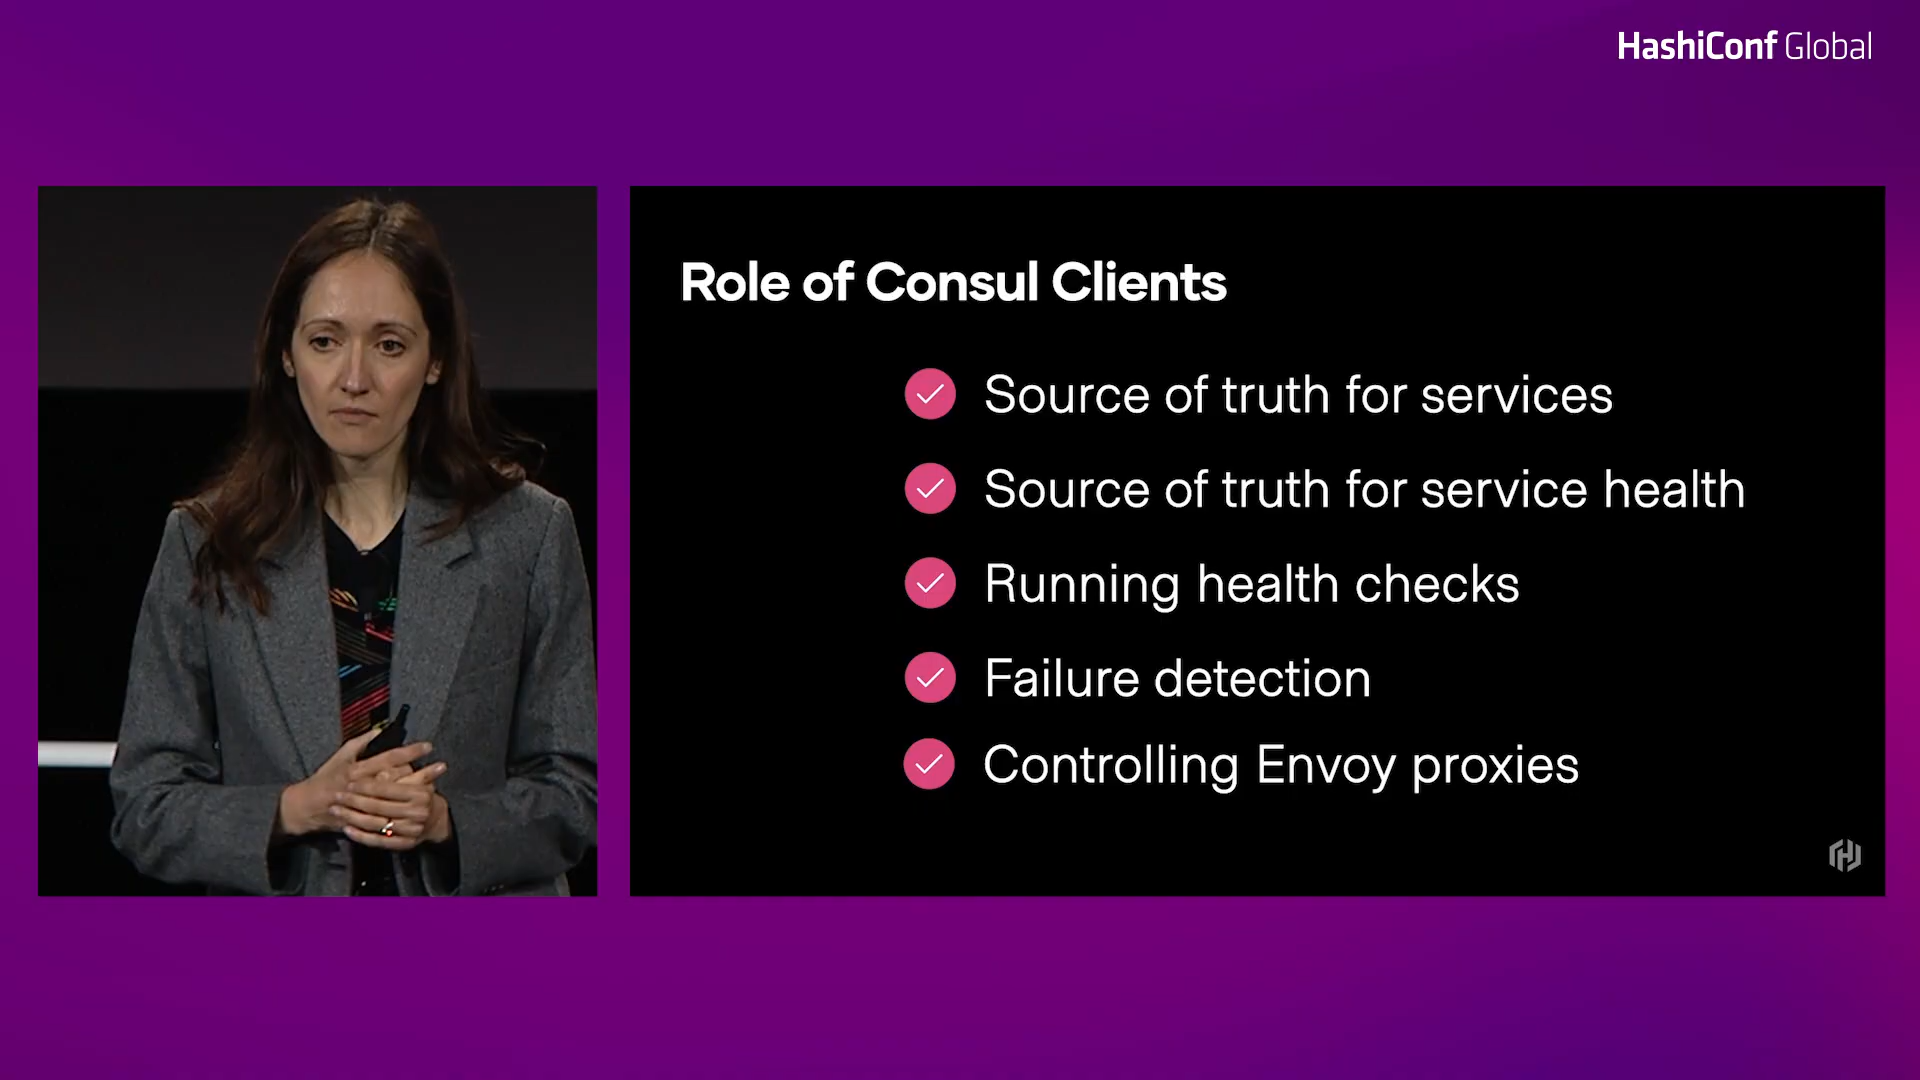 HashiConf Global
Role of Consul Clients
Source of truth for services
Source of truth for service health
Running health checks
Failure detection
Controlling Envoy proxies